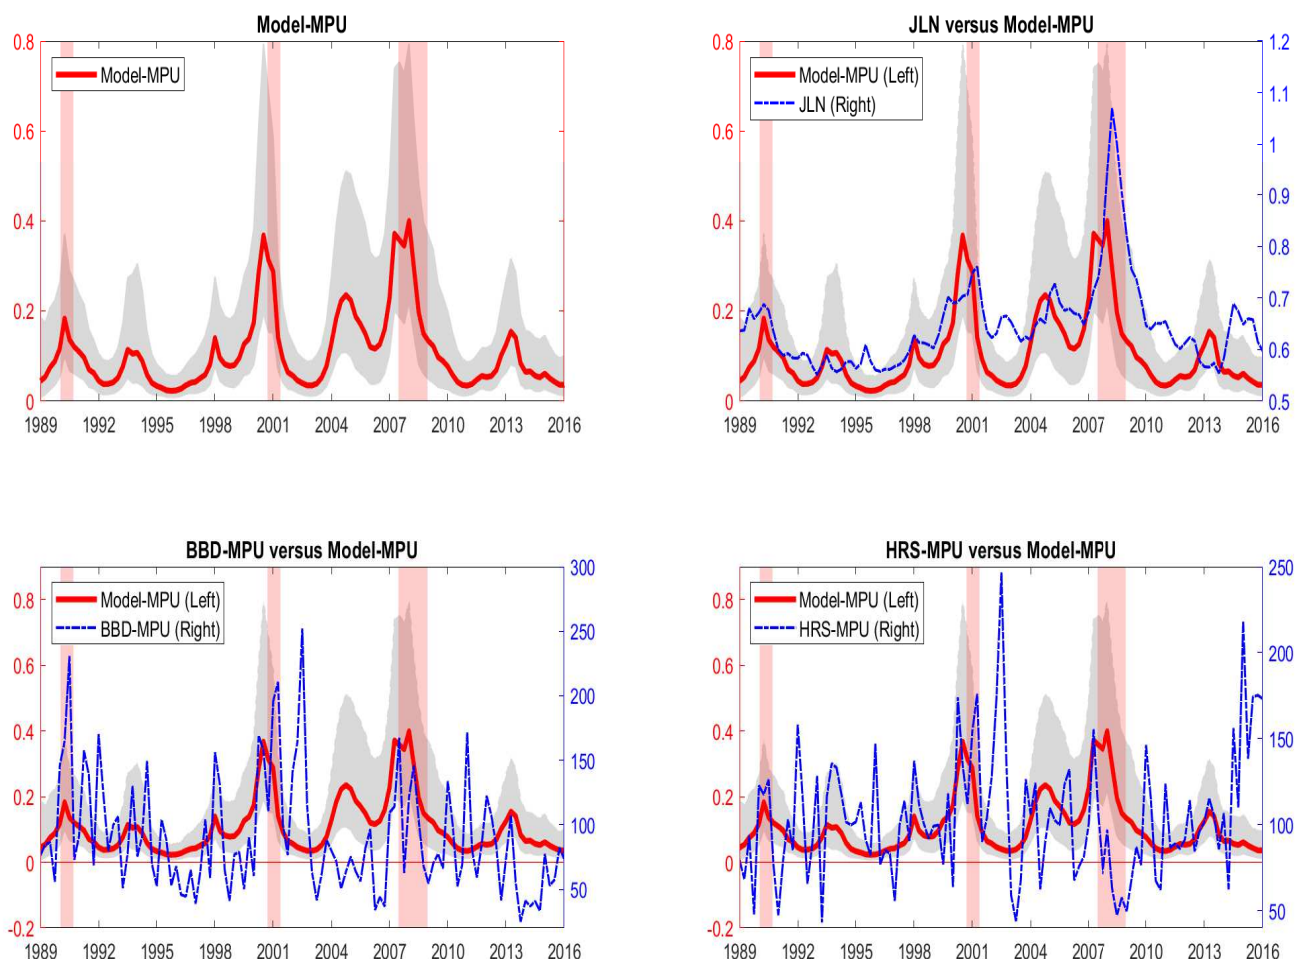 Model-MPU
0.8
0.6
0.4
0.2
0
Model-MPU
1989 1992 1995 1998 2001 2004 2007 2010 2013 2016
JLN versus Model-MPU
0.8
0.6
0.4
0.2
0
Model-MPU (Left)
JLN (Right)
1.2
1.1
1
0.9
0.8
0.7
0.6
0.5
1989 1992 1995 1998 2001 2004 2007 2010 2013 2016
BBD-MPU versus Model-MPU
0.8
0.6
0.4
0.2
0
-0.2
Model-MPU (Left)
BBD-MPU (Right)
300
250
200
150
100
50
1989 1992 1995 1998 2001 2004 2007 2010 2013 2016
HRS-MPU versus Model-MPU
0.8
0.6
0.4
0.2
0
-0.2
Model-MPU (Left)
HRS-MPU (Right)
250
200
150
100
50
1989 1992 1995 1998 2001 2004 2007 2010 2013 2016